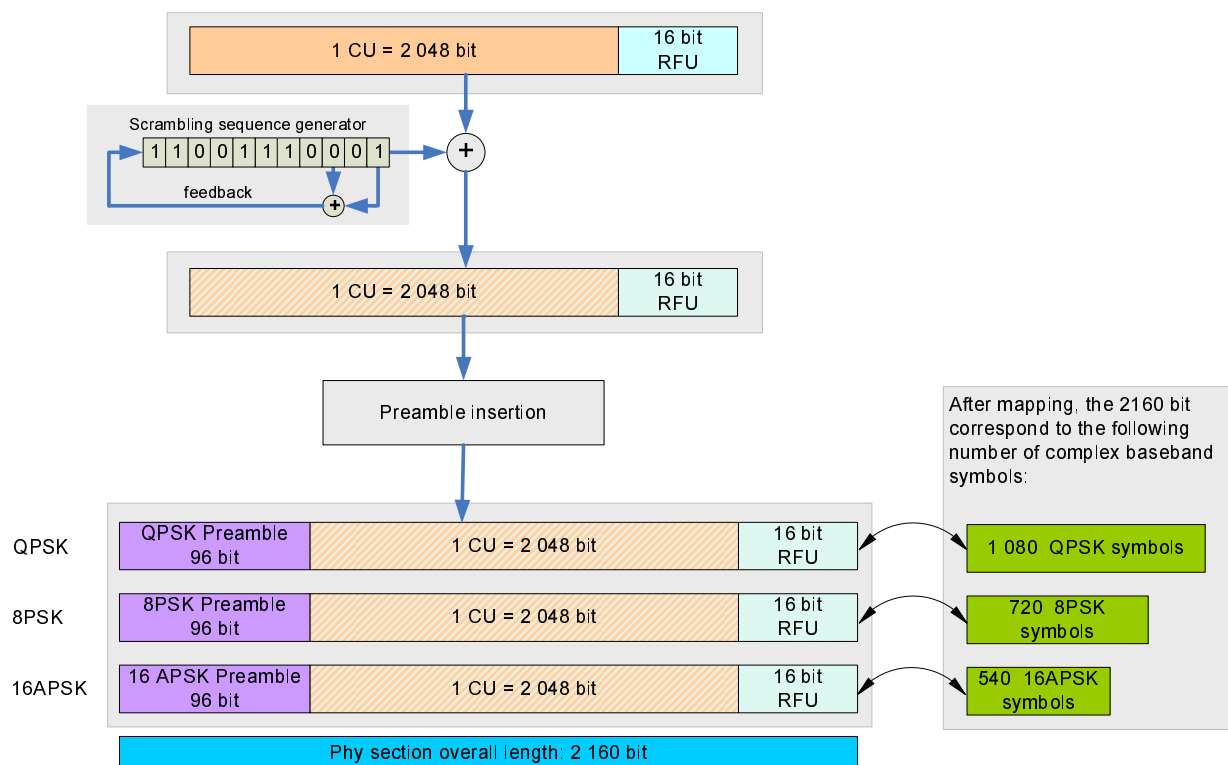 1 CU = 2 048 bit
16 bit
RFU
Scrambling sequence generator
1 1 0 0 1 1 1 0 0 0 1
+
feedback
+
1 CU = 2 048 bit
16 bit
RFU
Preamble insertion
After mapping, the 2160 bit
correspond to the following
number of complex baseband
symbols:
QPSK
QPSK Preamble
96 bit
1 CU = 2 048 bit
16 bit
RFU
1 080 QPSK symbols
8PSK
8PSK Preamble
96 bit
1 CU = 2 048 bit
16 bit
RFU
720 8PSK
symbols
16APSK
16 APSK Preamble
96 bit
1 CU = 2 048 bit
16 bit
RFU
540 16APSK
symbols
Phy section overall length: 2 160 bit